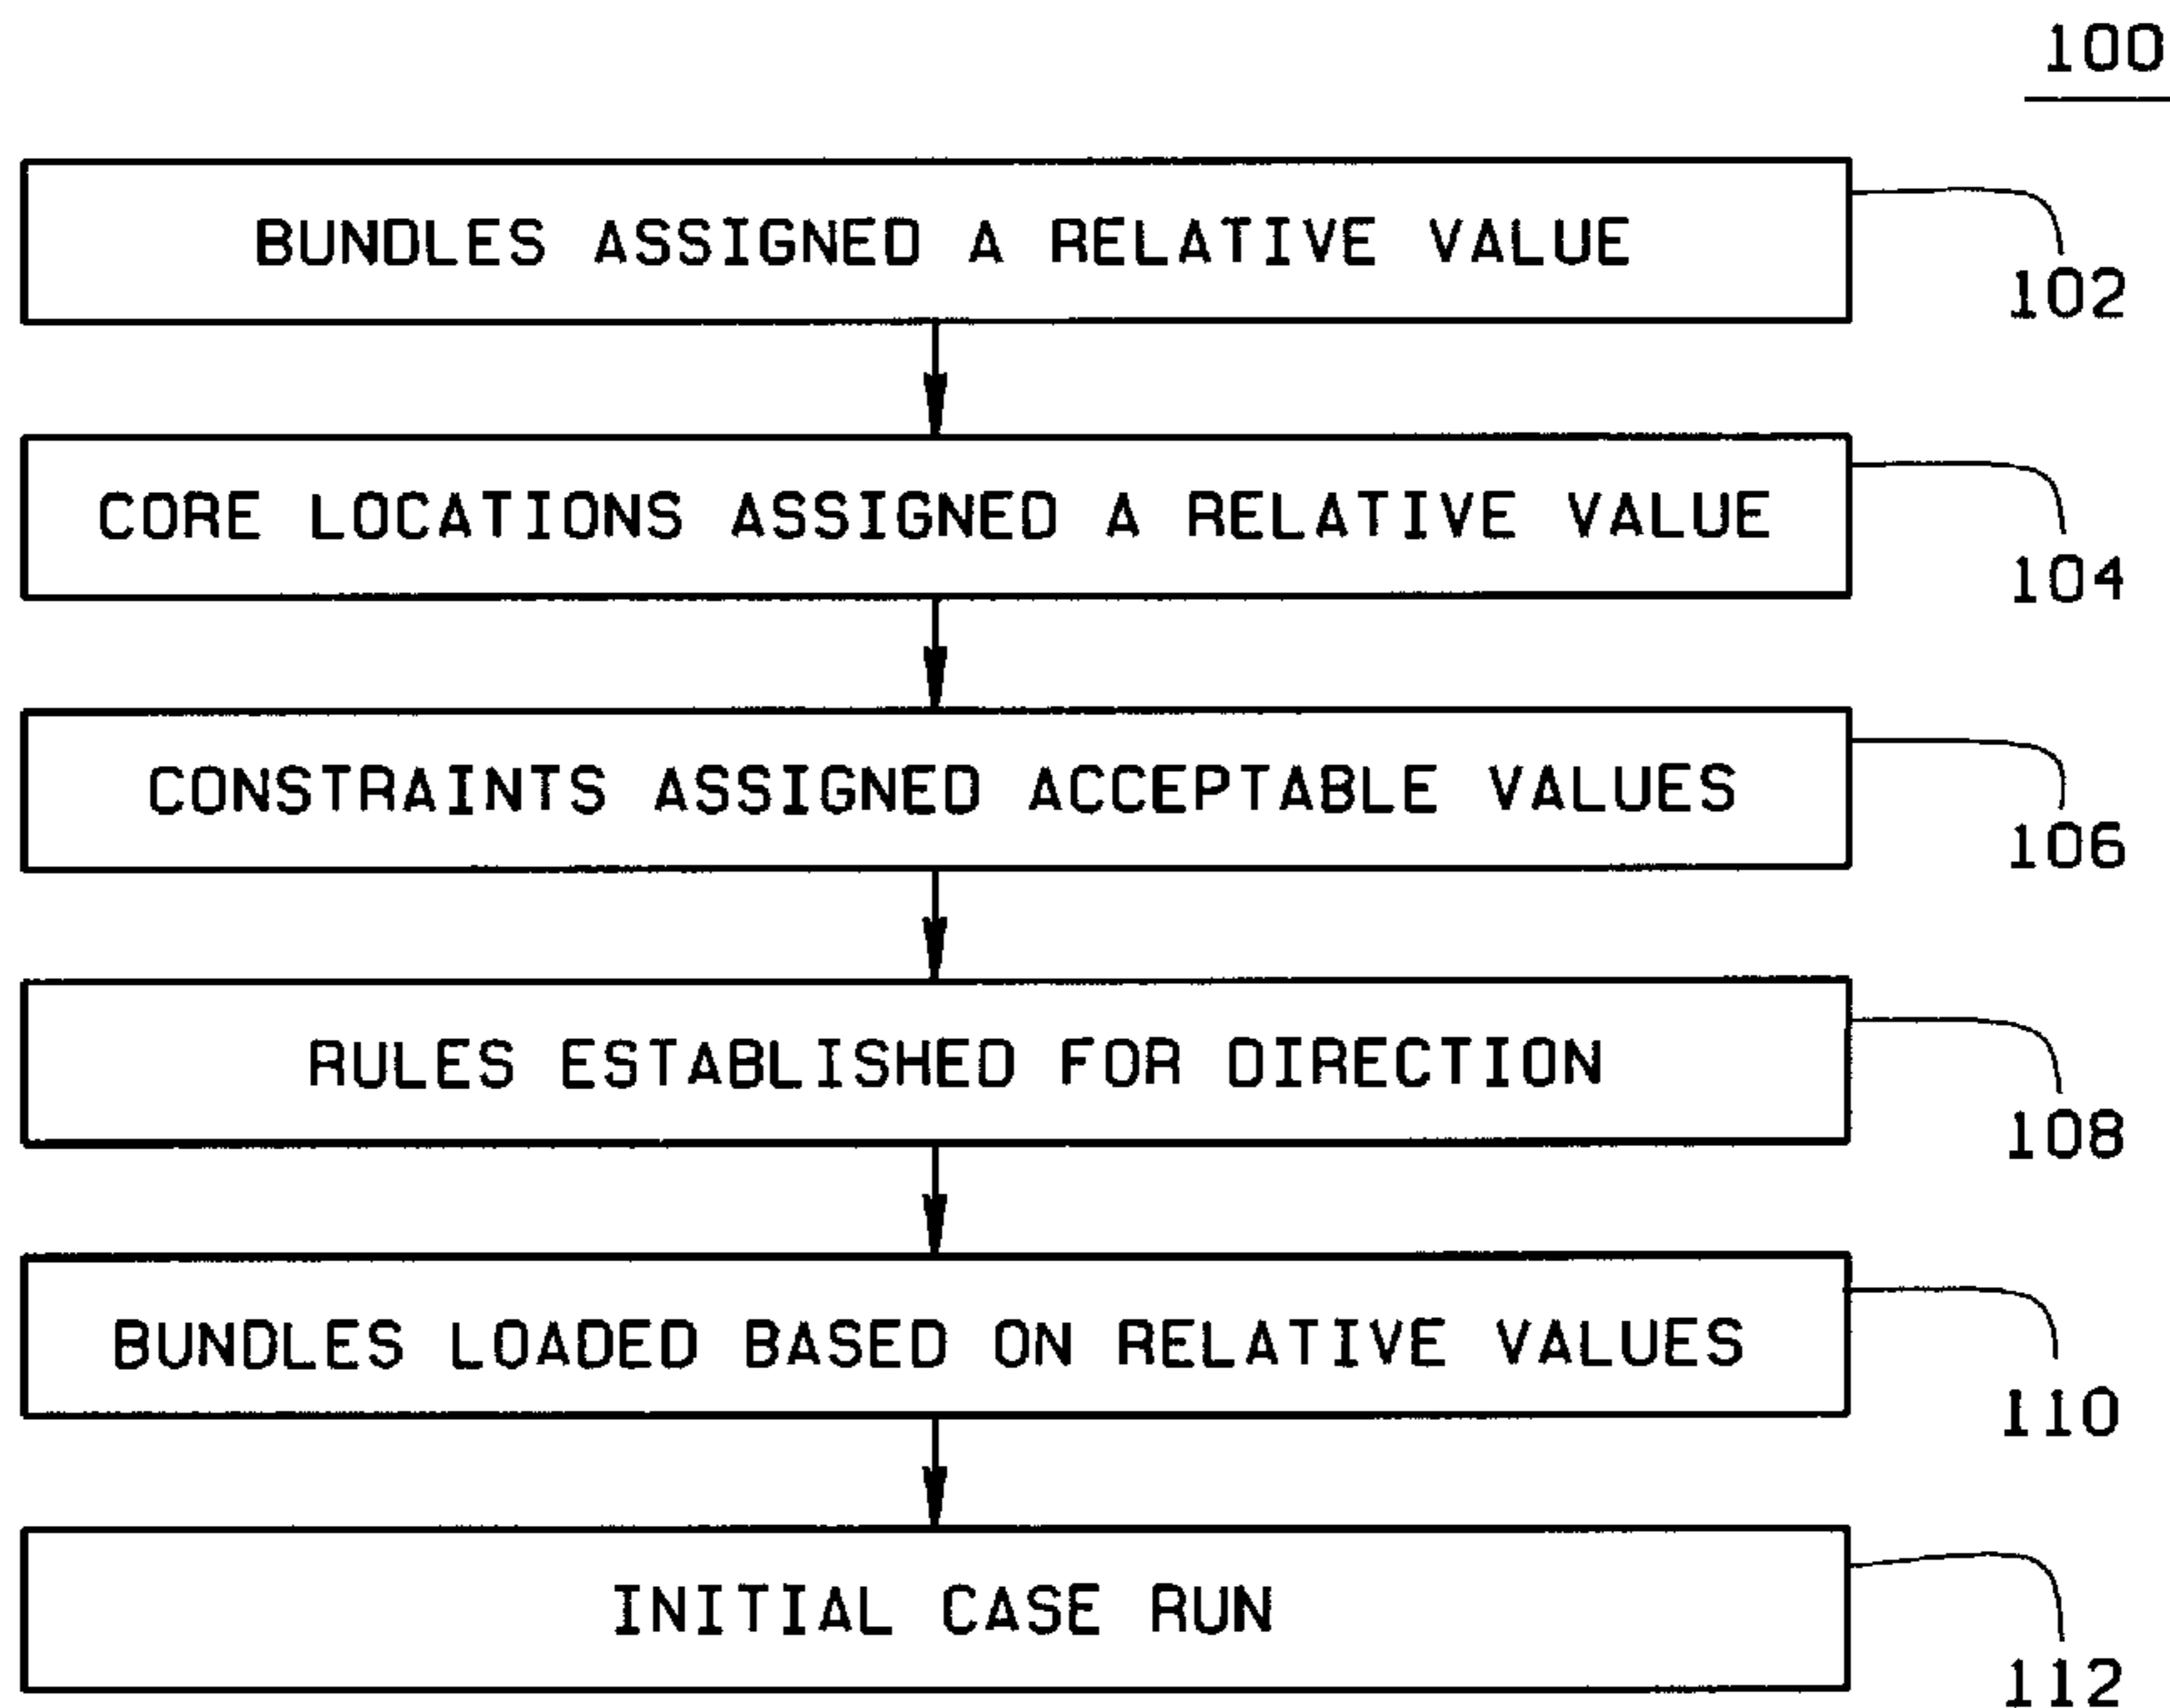 100
BUNDLES ASSIGNED A RELATIVE VALUE
102
CORE LOCATIONS ASSIGNED A RELATIVE VALUE
104
CONSTRAINTS ASSIGNED ACCEPTABLE VALUES
106
RULES ESTABLISHED FOR DIRECTION
108
BUNDLES LOADED BASED ON RELATIVE VALUES
110
INITIAL CASE RUN
112